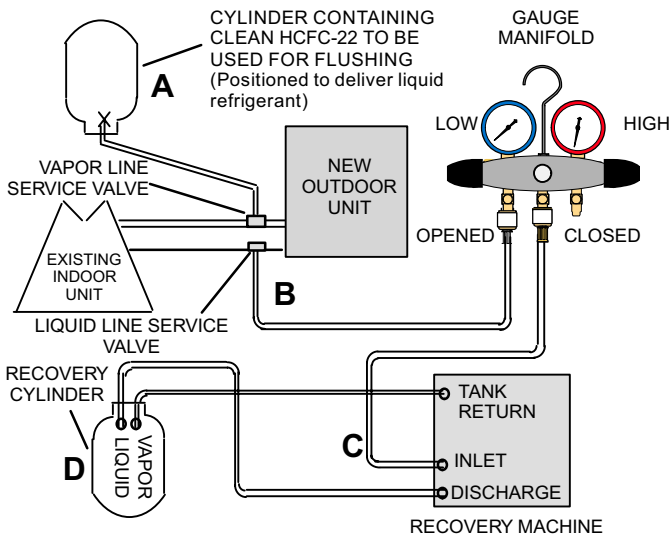 CYLINDER CONTAINING
CLEAN HCFC-22 TO BE
USED FOR FLUSHING
(Positioned to deliver liquid
refrigerant)
A
GAUGE
MANIFOLD
LOW
HIGH
VAPOR LINE
SERVICE VALVE
NEW
OUTDOOR
UNIT
OPENED
CLOSED
EXISTING
INDOOR
UNIT
B
LIQUID LINE SERVICE
VALVE
RECOVERY
CYLINDER
TANK
RETURN
C
D
LIQUID
VAPOR
INLET
DISCHARGE
RECOVERY MACHINE